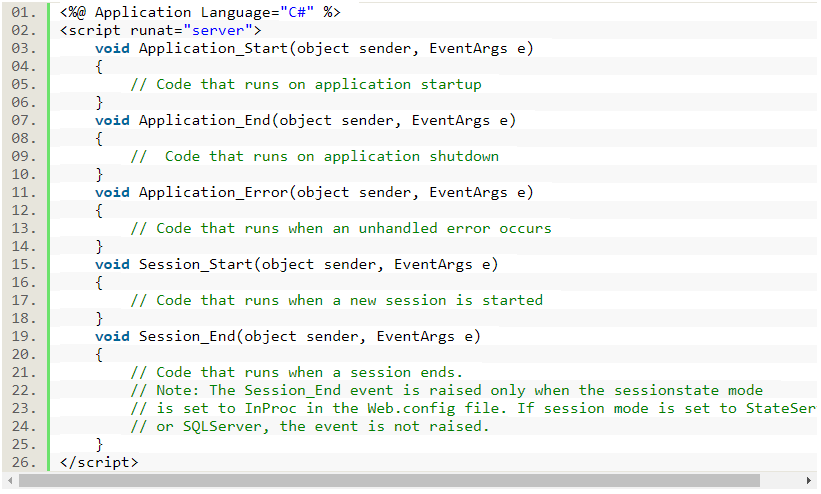 01. <%@ Application Language="C#" %>
02. <script runat="server">
03.     void Application_Start(object sender, EventArgs e)
04.     {
05.         // Code that runs on application startup
06.     }
07.     void Application_End(object sender, EventArgs e)
08.     {
09.         //  Code that runs on application shutdown
10.     }
11.     void Application_Error(object sender, EventArgs e)
12.     {
13.         // Code that runs when an unhandled error occurs
14.     }
15.     void Session_Start(object sender, EventArgs e)
16.     {
17.         // Code that runs when a new session is started
18.     }
19.     void Session_End(object sender, EventArgs e)
20.     {
21.         // Code that runs when a session ends.
22.         // Note: The Session_End event is raised only when the sessionstate mode
23.         // is set to InProc in the Web.config file. If session mode is set to StateSer
24.         // or SQLServer, the event is not raised.
25.     }
26. </script>